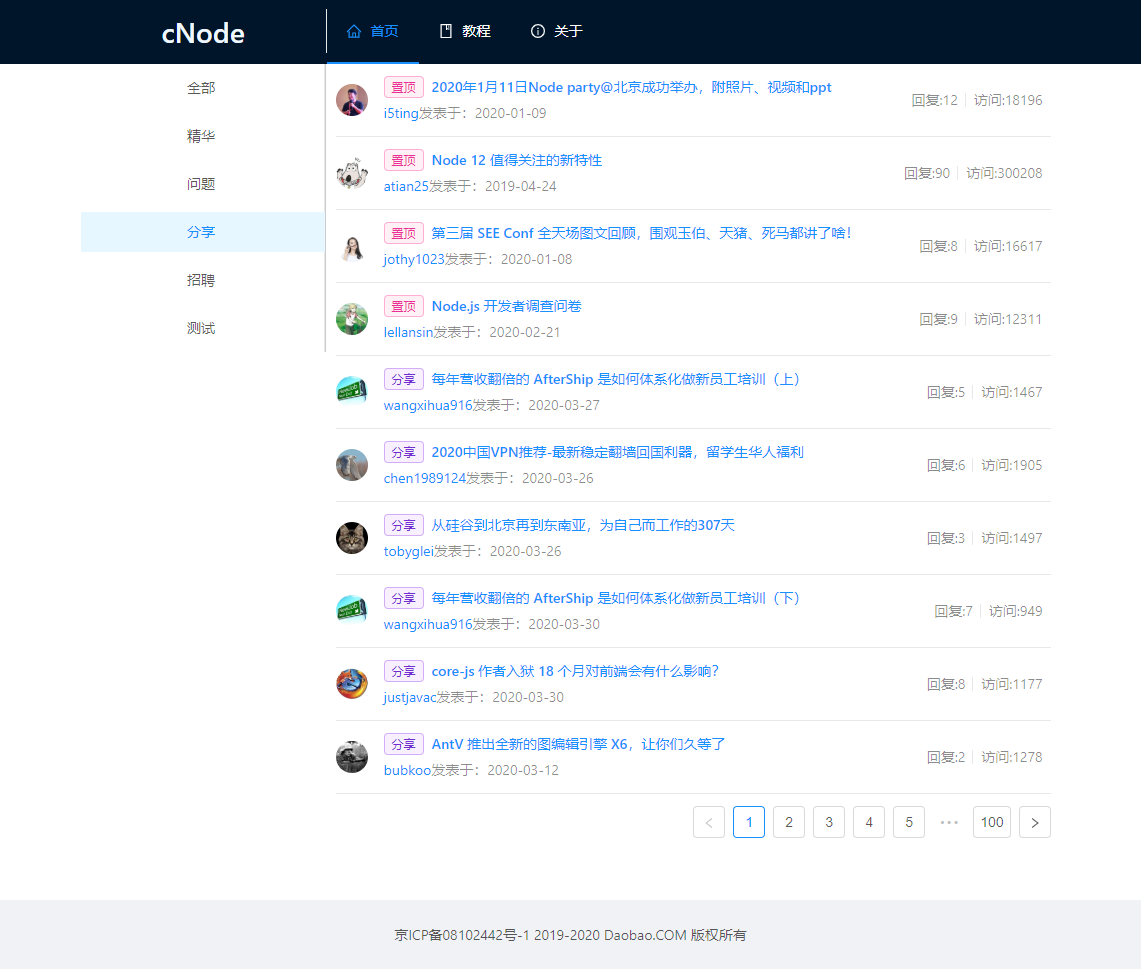 cNode 首页 教程 关于
全部
精华
问题
分享
招聘
测试
置顶 2020年1月11日Node party@北京成功举办，附照片、视频和ppt
i5ting发表于：2020-01-09
回复:12 访问:18196
置顶 Node 12 值得关注的新特性
atian25发表于：2019-04-24
回复:90 访问:300208
置顶 第三届 SEE Conf 全天场图文回顾，围观玉伯、天猪、死马都讲了啥！
jothy1023发表于：2020-01-08
回复:8 访问:16617
置顶 Node.js 开发者调查问卷
lellansin发表于：2020-02-21
回复:9 访问:12311
分享 每年营收翻倍的 AfterShip 是如何体系化做新员工培训（上）
wangxihua916发表于：2020-03-27
回复:5 访问:1467
分享 2020中国VPN推荐-最新稳定翻墙回国利器，留学生华人福利
chen1989124发表于：2020-03-26
回复:6 访问:1905
分享 从硅谷到北京再到东南亚，为自己而工作的307天
tobyglei发表于：2020-03-26
回复:3 访问:1497
分享 每年营收翻倍的 AfterShip 是如何体系化做新员工培训（下）
wangxihua916发表于：2020-03-30
回复:7 访问:949
分享 core-js 作者入狱 18 个月对前端会有什么影响？
justjavac发表于：2020-03-30
回复:8 访问:1177
分享 AntV 推出全新的图编辑引擎 X6，让你们久等了
bubkoo发表于：2020-03-12
回复:2 访问:1278
< 1 2 3 4 5 ••• 100 >
京ICP备08102442号-1 2019-2020 Daobao.COM 版权所有